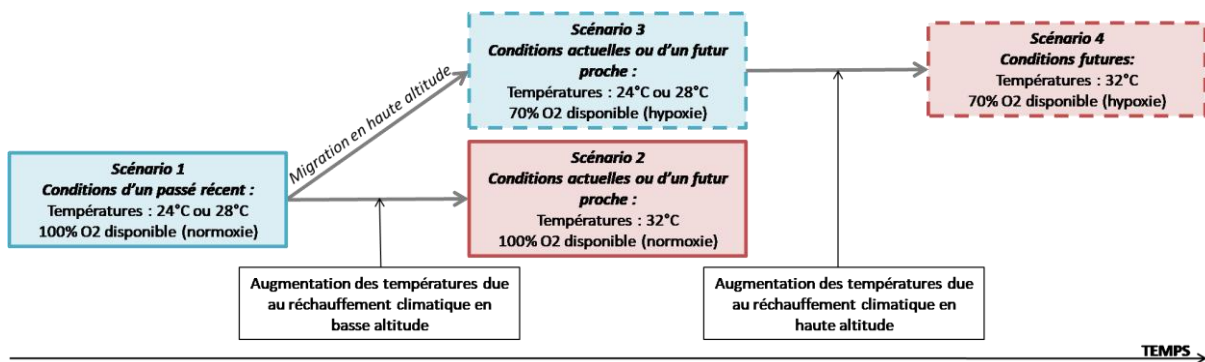 Scénario 1
Conditions d'un passé récent :
Températures : 24°C ou 28°C
100% O2 disponible (normoxie)
Migration en haute altitude
Scénario 3
Conditions actuelles ou d'un futur
proche :
Températures : 24°C ou 28°C
70% O2 disponible (hypoxie)
Scénario 2
Conditions actuelles ou d'un futur
proche :
Températures : 32°C
100% O2 disponible (normoxie)
Scénario 4
Conditions futures:
Température : 32°C
70% O2 disponible (hypoxie)
Augmentation des températures due
au réchauffement climatique en
basse altitude
Augmentation des températures due
au réchauffement climatique en
haute altitude
TEMPS